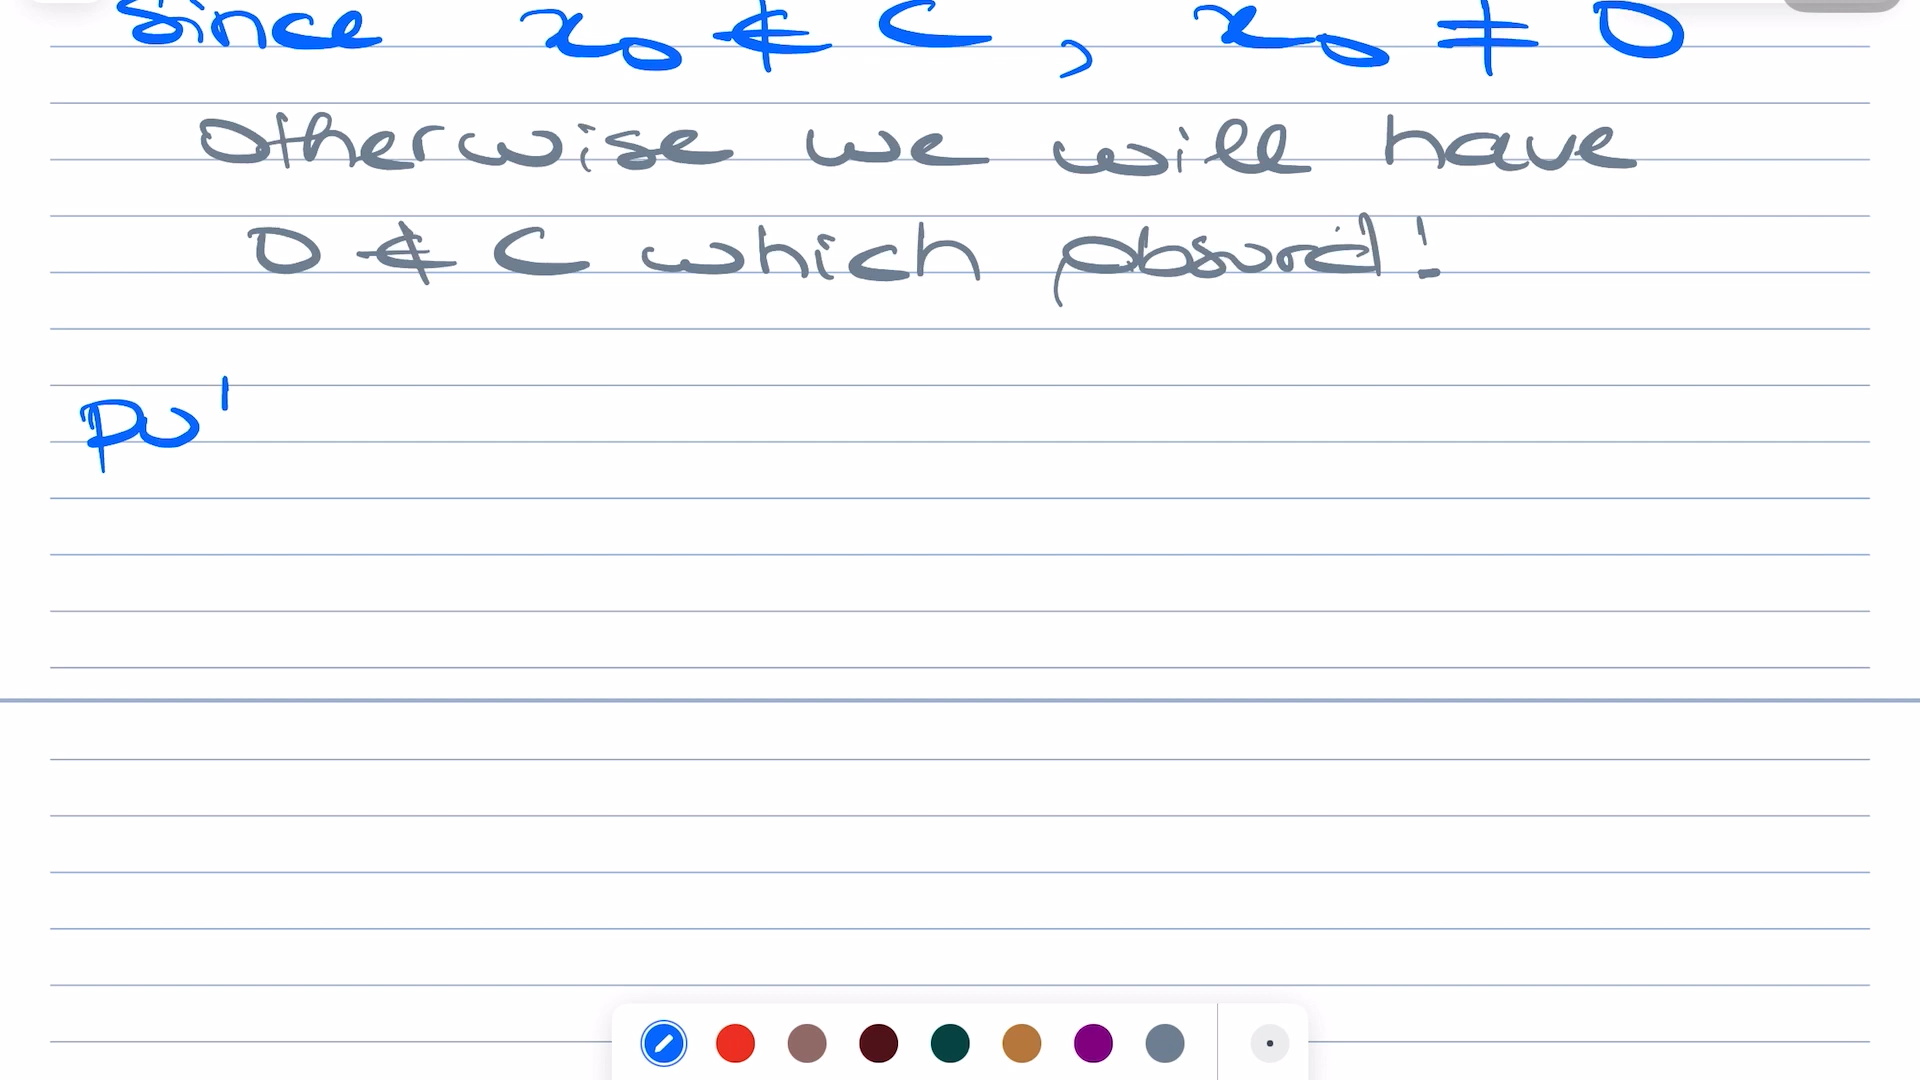 Since x₀ ∉ C, x₀ ≠ 0
Otherwise we will have
0 ∉ C which absurd!
pu'